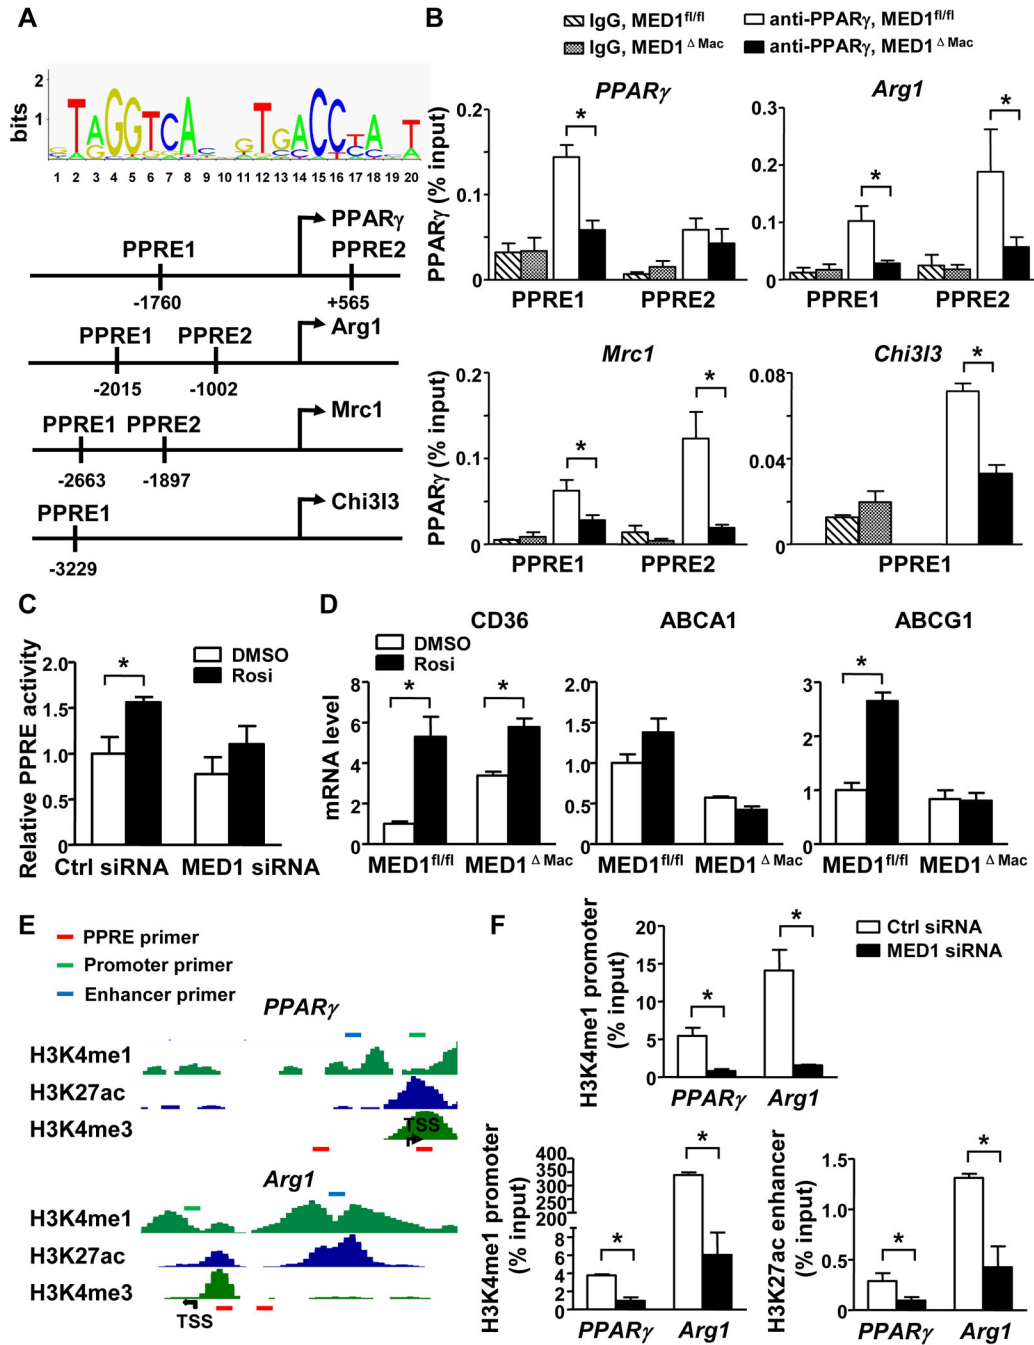 A
bits
2
1
1 2 3 4 5 6 7 8 9 10 11 12 13 14 15 16 17 18 19 20
PPARγ
PPRE1
PPRE2
-1760
+565
Arg1
PPRE1
PPRE2
-2015
-1002
Mrc1
PPRE1
PPRE2
-2663
-1897
Chi3l3
PPRE1
-3229
B
IgG, MED1fl/fl
anti-PPARγ, MED1fl/fl
IgG, MED1Δ Mac
anti-PPARγ, MED1Δ Mac
PPARγ
PPARγ (% input)
0.2
0.1
0
*
PPRE1
PPRE2
Arg1
0.3
0.2
0.1
0
*
*
PPRE1
PPRE2
Mrc1
PPARγ (% input)
0.2
0.1
0
*
*
PPRE1
PPRE2
Chi3l3
0.08
0.04
0
*
PPRE1
C
DMSO
Rosi
Relative PPRE activity
2.0
1.5
1.0
0.5
0
*
Ctrl siRNA
MED1 siRNA
D
DMSO
Rosi
CD36
mRNA level
8
6
4
2
0
*
*
MED1fl/fl
MED1Δ Mac
ABCA1
2.0
1.5
1.0
0.5
0
MED1fl/fl
MED1Δ Mac
ABCG1
3
2
1
0
*
MED1fl/fl
MED1Δ Mac
E
PPRE primer
Promoter primer
Enhancer primer
PPARγ
H3K4me1
H3K27ac
H3K4me3
TSS
Arg1
H3K4me1
H3K27ac
H3K4me3
TSS
F
Ctrl siRNA
MED1 siRNA
H3K4me1 promoter
(% input)
20
15
10
5
0
*
*
PPARγ
Arg1
H3K4me1 promoter
(% input)
400
350
300
250
200
8
6
4
2
0
*
*
PPARγ
Arg1
H3K27ac enhancer
(% input)
1.5
1.0
0.5
0
*
*
PPARγ
Arg1